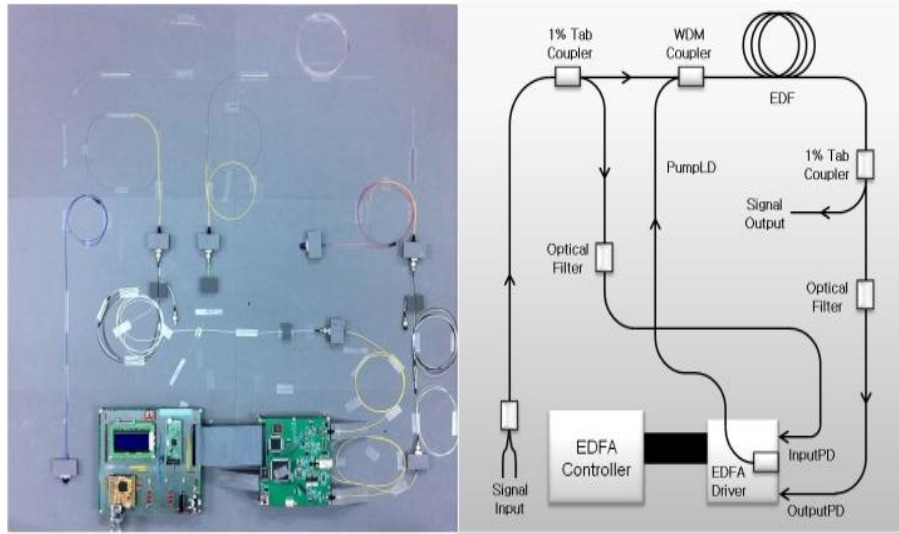 1% Tab
Coupler
WDM
Coupler
EDF
1% Tab
Coupler
PumpLD
Signal
Output
Optical
Filter
Optical
Filter
EDFA
Controller
EDFA
Driver
InputPD
Signal
Input
OutputPD